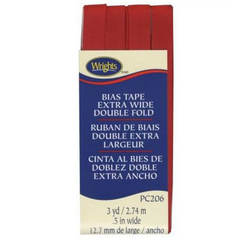 Wrights
BIAS TAPE
EXTRA WIDE
DOUBLE FOLD
RUBAN DE BIAIS
DOUBLE EXTRA
LARGEUR
CINTA AL BIES DE
DOBLEZ DOBLE
EXTRA ANCHO
PC206
3 yd / 2.74 m
.5 in wide
12.7 mm de large / ancho